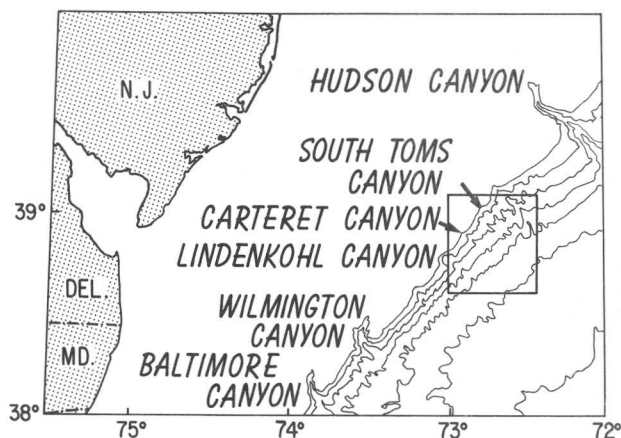 N.J.
HUDSON CANYON
SOUTH TOMS
CANYON
39°
CARTERET CANYON
LINDENKOHL CANYON
DEL.
WILMINGTON
CANYON
MD.
BALTIMORE
CANYON
38°
75°
74°
73°
72°